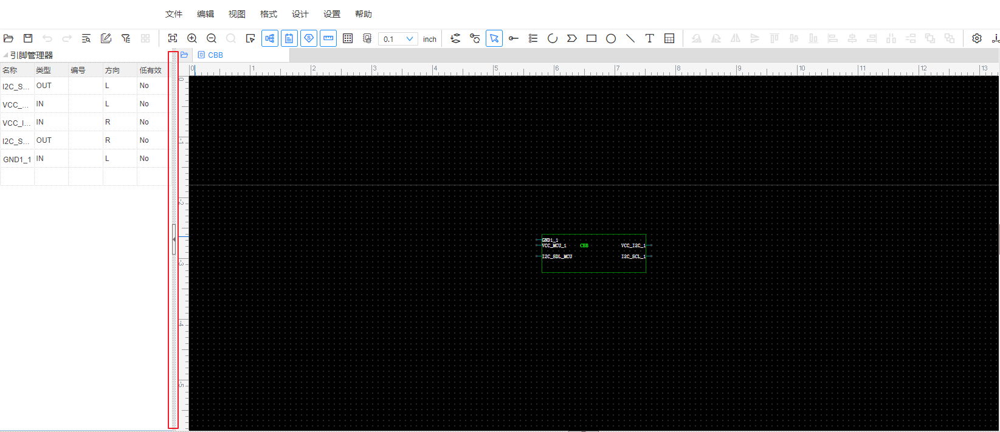 文件 编辑 视图 格式 设计 设置 帮助
0.1 inch
引脚管理器
CBB
名称 类型 编号 方向 低有效
I2C_S... OUT L No
VCC_... IN L No
VCC_I... IN R No
I2C_S... OUT R No
GND1_1 IN L No
0 1 2 3 4 5 6 7 8 9 10 11 12 13
0
-1
-2
-3
-4
-5
GND1_1
VCC_MCU_1 CBB VCC_I2C_1
I2C_SDL_MCU I2C_SCL_1